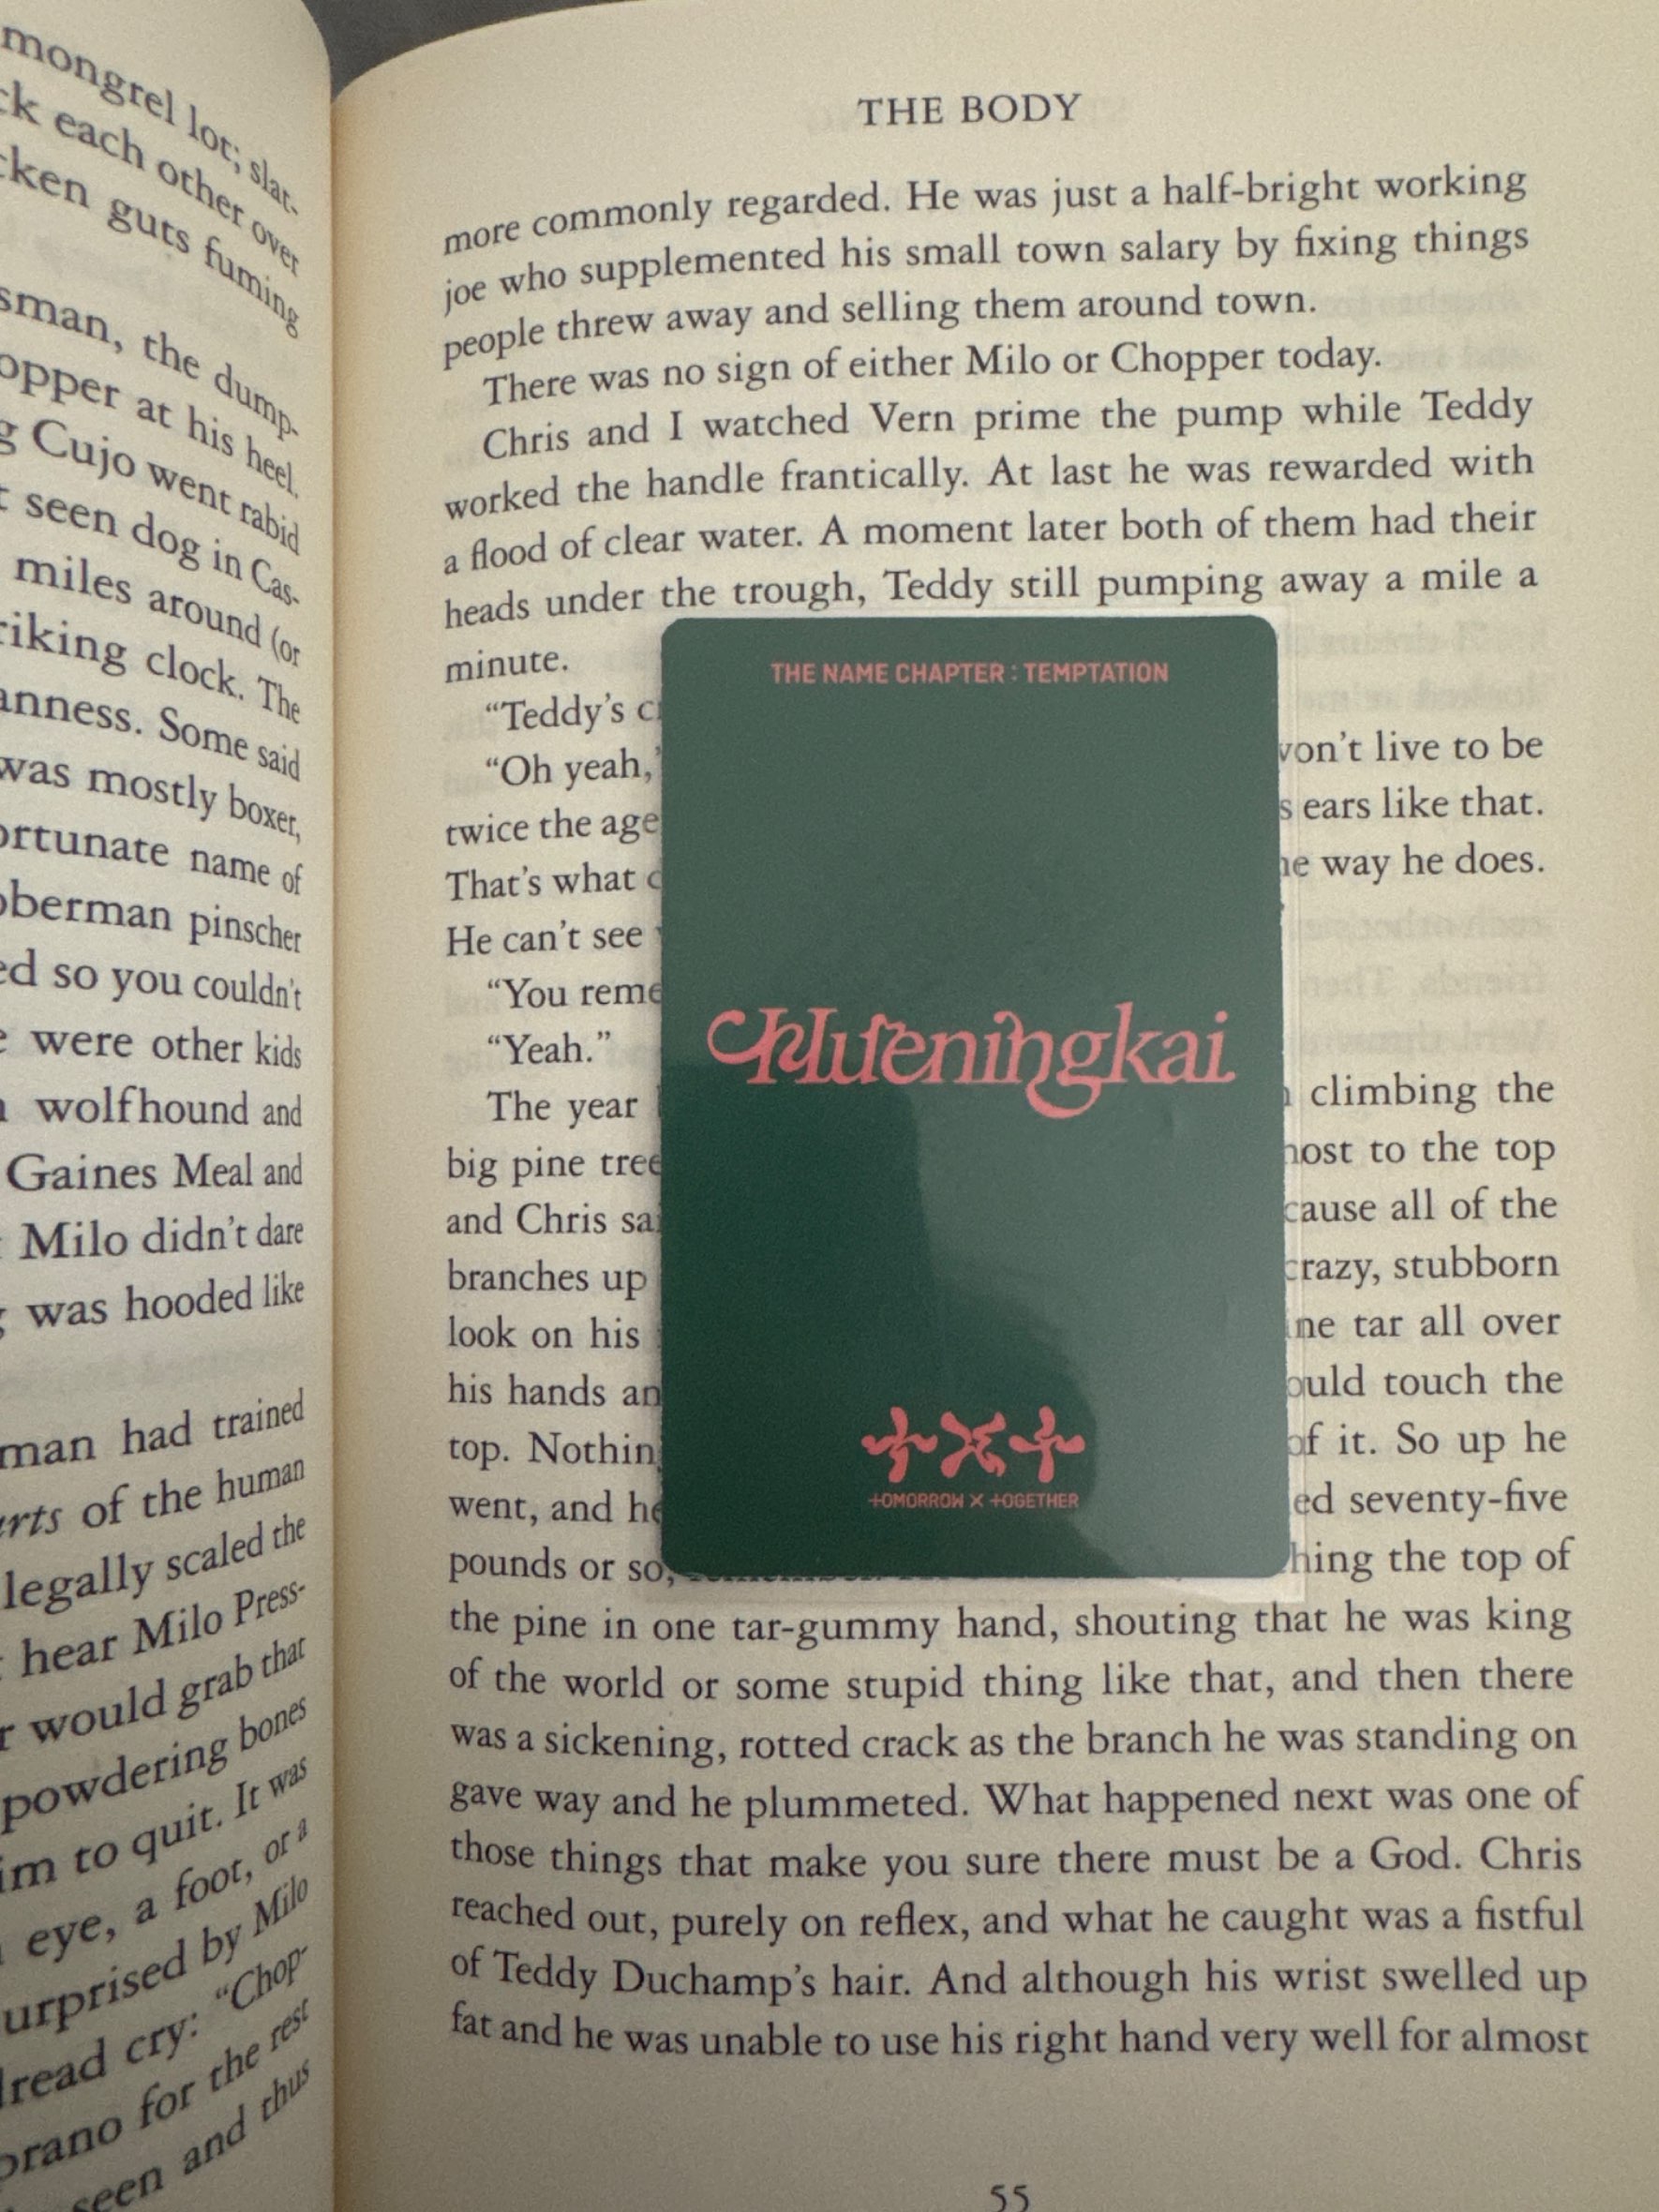 mongrel lot; slat-
ck each other over
cken guts fuming
sman, the dump-
opper at his heel.
g Cujo went rabid
t seen dog in Cas-
miles around (or
riking clock. The
anness. Some said
was mostly boxer,
ortunate name of
oberman pinscher
ed so you couldn't
e were other kids
n wolfhound and
Gaines Meal and
Milo didn't dare
g was hooded like
man had trained
arts of the human
legally scaled the
t hear Milo Press-
r would grab that
powdering bones
im to quit. It was
eye, a foot, or a
urprised by Milo
dread cry: “Chop-
prano for the rest
seen and thus
THE BODY
more commonly regarded. He was just a half-bright working
joe who supplemented his small town salary by fixing things
people threw away and selling them around town.
There was no sign of either Milo or Chopper today.
Chris and I watched Vern prime the pump while Teddy
worked the handle frantically. At last he was rewarded with
a flood of clear water. A moment later both of them had their
heads under the trough, Teddy still pumping away a mile a
minute.
“Teddy's
“Oh yeah,” won't live to be
twice the age s ears like that.
That's what he way he does.
He can't see
“You reme
“Yeah.”
The year climbing the
big pine tree most to the top
and Chris sai cause all of the
branches up crazy, stubborn
look on his ine tar all over
his hands an ould touch the
top. Nothin of it. So up he
went, and he ed seventy-five
pounds or so, hing the top of
the pine in one tar-gummy hand, shouting that he was king
of the world or some stupid thing like that, and then there
was a sickening, rotted crack as the branch he was standing on
gave way and he plummeted. What happened next was one of
those things that make you sure there must be a God. Chris
reached out, purely on reflex, and what he caught was a fistful
of Teddy Duchamp's hair. And although his wrist swelled up
fat and he was unable to use his right hand very well for almost
55
THE NAME CHAPTER : TEMPTATION
Hueningkai
TOMORROW X TOGETHER